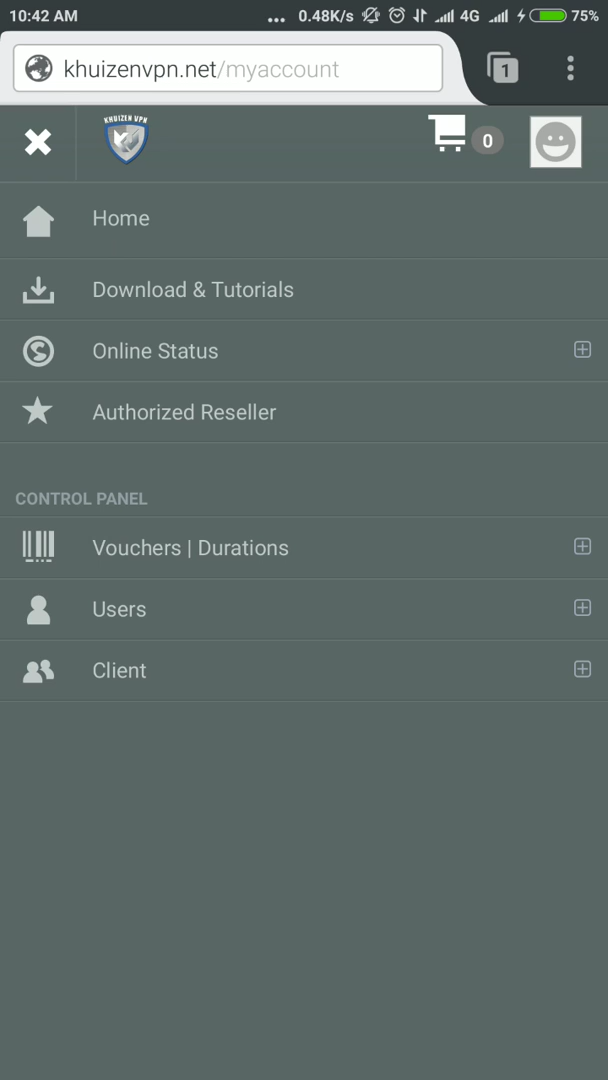 10:42 AM ... 0.48K/s 4G 75%
khuizenvpn.net/myaccount 1
KHUIZEN VPN
0
Home
Download & Tutorials
Online Status
Authorized Reseller
CONTROL PANEL
Vouchers | Durations
Users
Client